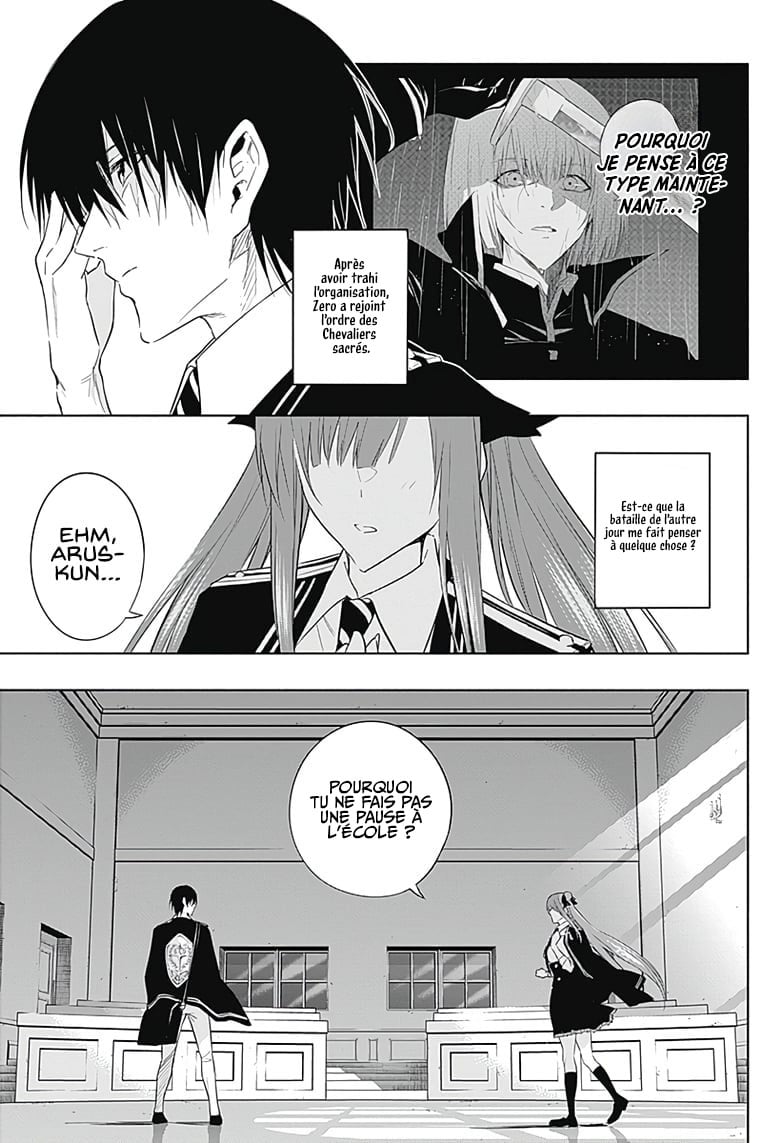 POURQUOI
JE PENSE À CE
TYPE MAINTE-
NANT... ?
Après
avoir trahi
l'organisation,
Zero a rejoint
l'ordre des
Chevaliers
sacrés.
Est-ce que la
bataille de l'autre
jour me fait penser
à quelque chose ?
EHM,
ARUS-
KUN...
POURQUOI
TU NE FAIS PAS
UNE PAUSE À
L'ÉCOLE ?